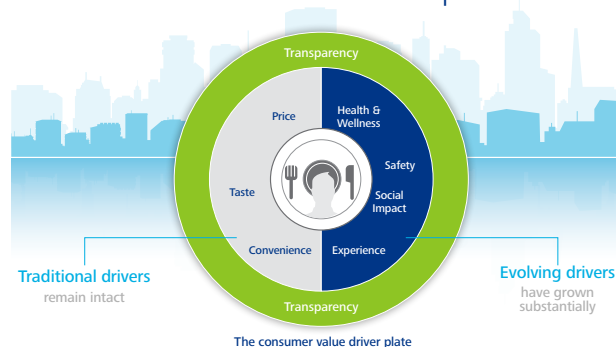 Transparency
Price
Health &
Wellness
Safety
Taste
Social
Impact
Convenience
Experience
Traditional drivers
remain intact
Evolving drivers
have grown
substantially
Transparency
The consumer value driver plate